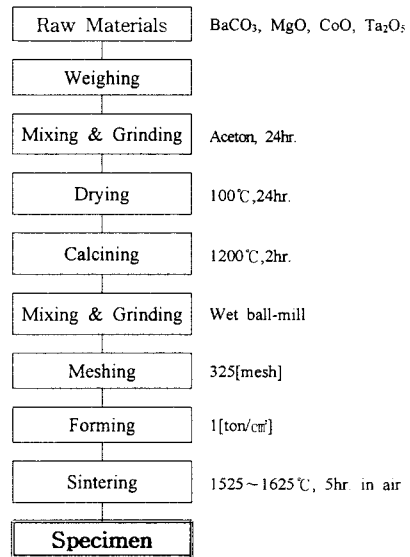 Raw Materials BaCO₃, MgO, CoO, Ta₂O₅
Weighing
Mixing & Grinding Aceton, 24hr.
Drying 100℃,24hr.
Calcining 1200℃,2hr.
Mixing & Grinding Wet ball-mill
Meshing 325[mesh]
Forming 1[ton/㎠]
Sintering 1525~1625℃, 5hr. in air
Specimen